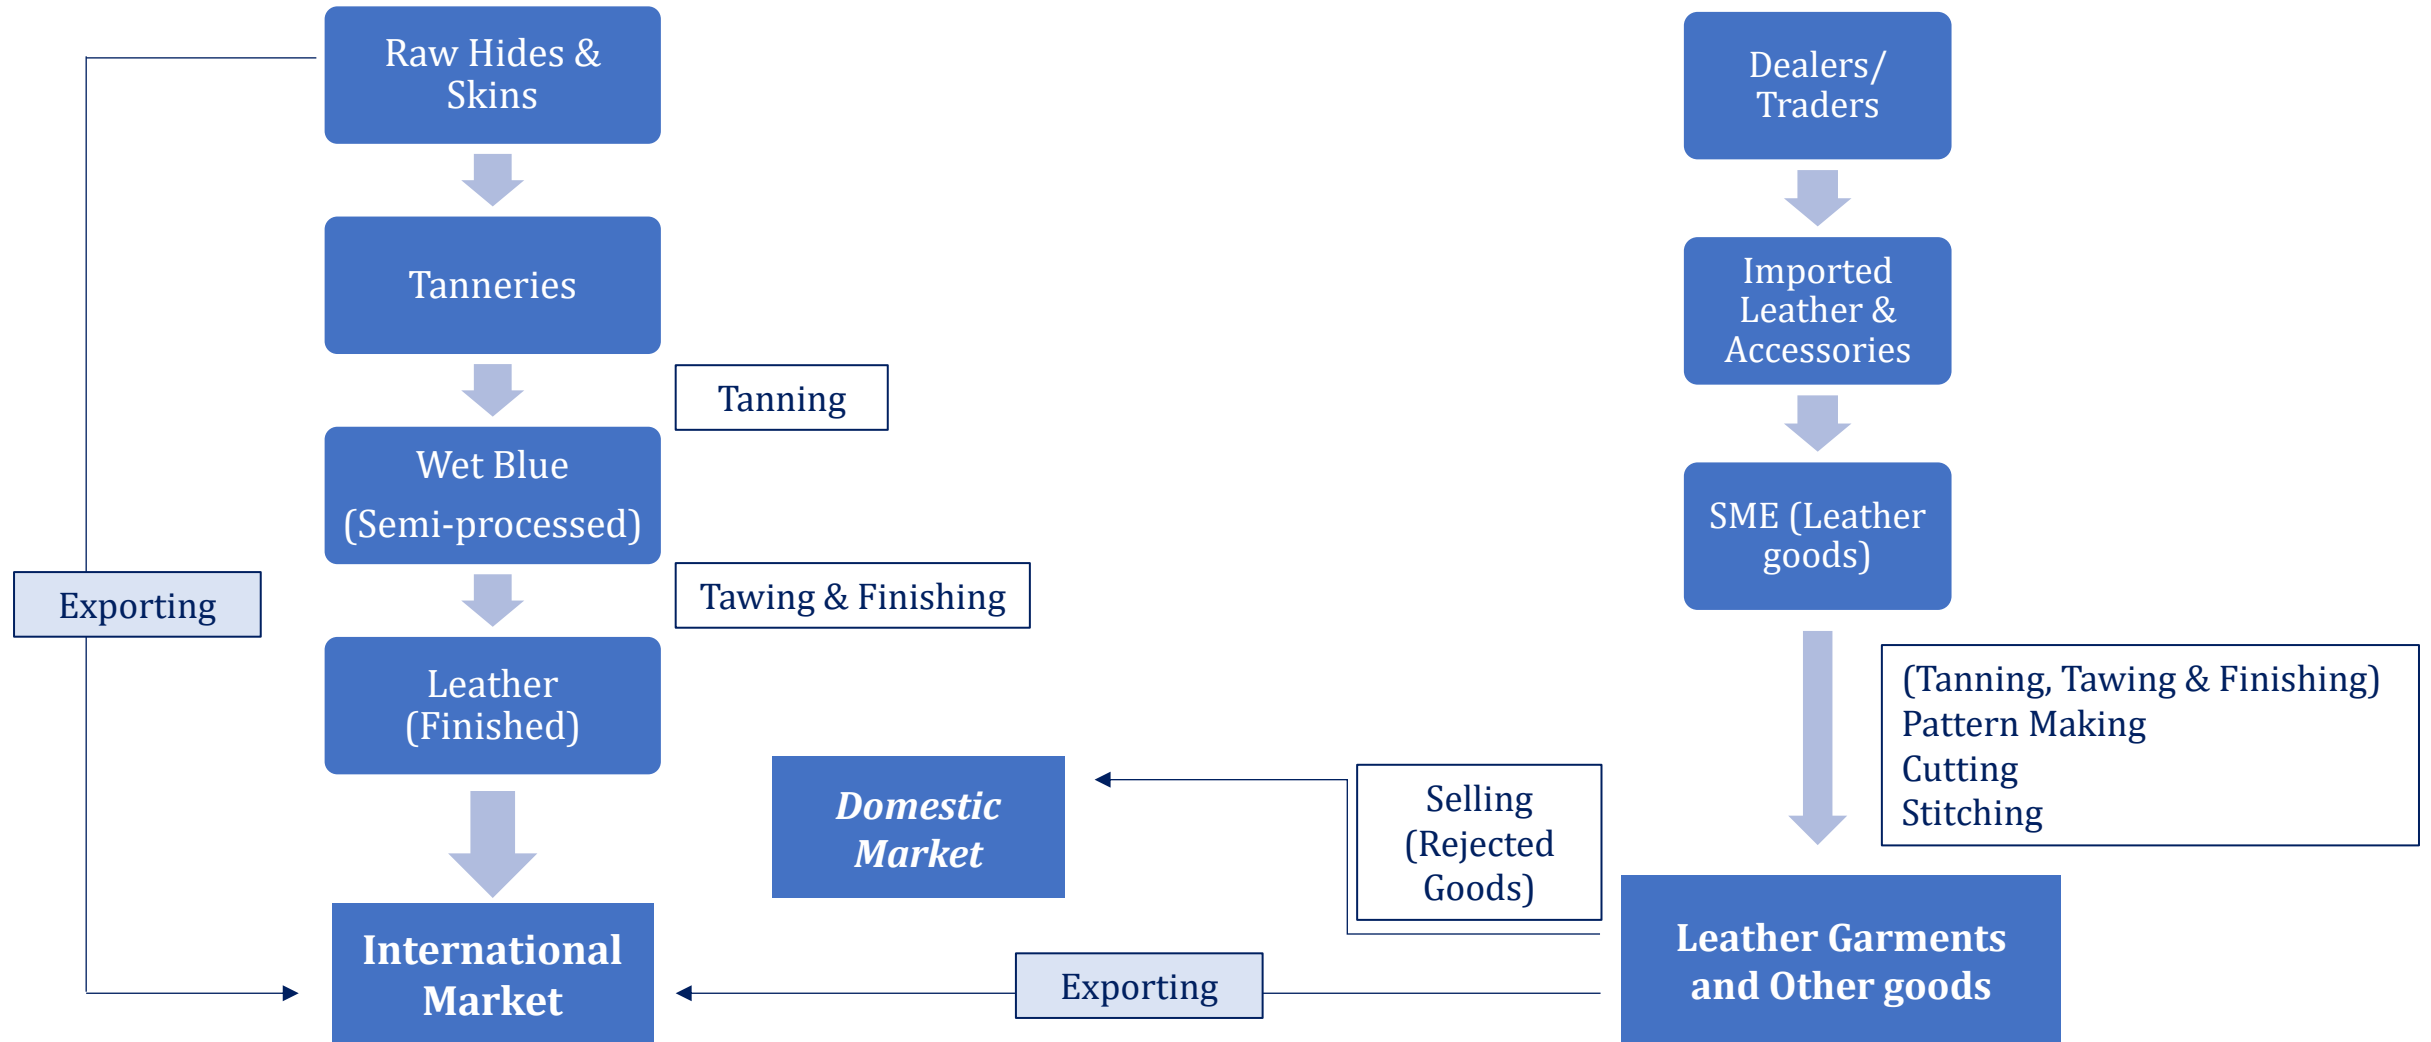 Raw Hides &
Skins
Tanneries
Tanning
Wet Blue
(Semi-processed)
Tawing & Finishing
Exporting
Leather
(Finished)
International
Market
Dealers/
Traders
Imported
Leather &
Accessories
SME (Leather
goods)
(Tanning, Tawing & Finishing)
Pattern Making
Cutting
Stitching
Domestic
Market
Selling
(Rejected
Goods)
Leather Garments
and Other goods
Exporting